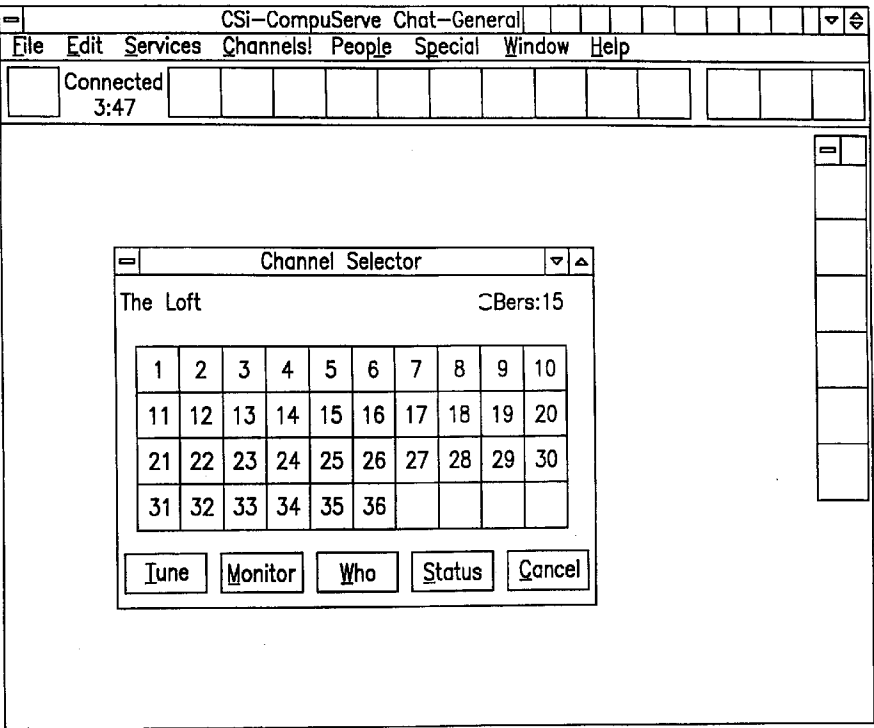 CSi-CompuServe Chat-General
File Edit Services Channels! People Special Window Help
Connected
3:47
Channel Selector
The Loft CBers:15
1 2 3 4 5 6 7 8 9 10
11 12 13 14 15 16 17 18 19 20
21 22 23 24 25 26 27 28 29 30
31 32 33 34 35 36
Tune Monitor Who Status Cancel